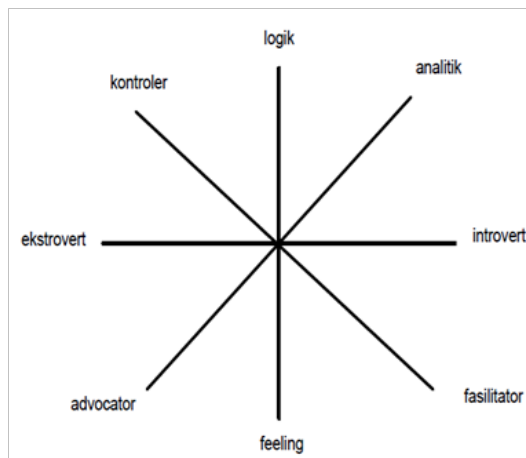 logik
analitik
kontroler
ekstrovert
introvert
advocator
fasilitator
feeling